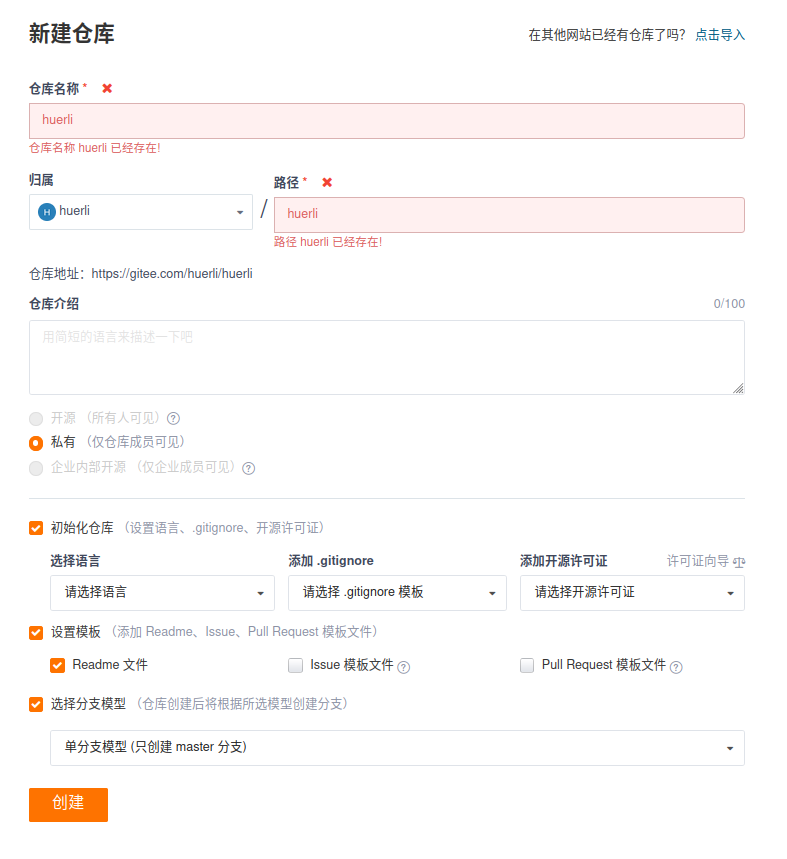 新建仓库
在其他网站已经有仓库了吗? 点击导入
仓库名称 *
huerli
仓库名称 huerli 已经存在!
归属
路径 *
H huerli
/
huerli
路径 huerli 已经存在!
仓库地址：https://gitee.com/huerli/huerli
仓库介绍 0/100
用简短的语言来描述一下吧
开源（所有人可见）?
私有（仅仓库成员可见）
企业内部开源（仅企业成员可见）?
初始化仓库（设置语言、.gitignore、开源许可证）
选择语言 添加 .gitignore 添加开源许可证 许可证向导
请选择语言 请选择 .gitignore 模板 请选择开源许可证
设置模板（添加 Readme、Issue、Pull Request 模板文件）
Readme 文件 Issue 模板文件 ? Pull Request 模板文件 ?
选择分支模型（仓库创建后将根据所选模型创建分支）
单分支模型 (只创建 master 分支)
创建